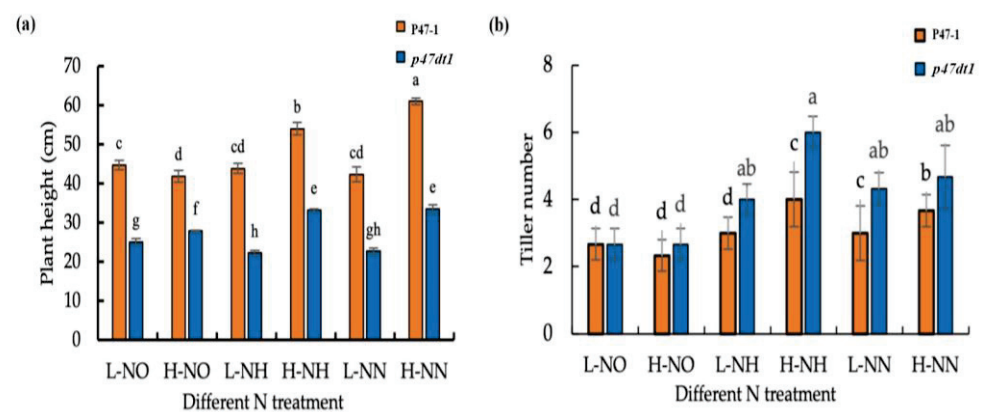 (a)
P47-1
p47dt1
Plant height (cm)
70
60
50
40
30
20
10
0
c
g
d
f
cd
h
b
e
cd
gh
a
e
L-NO H-NO L-NH H-NH L-NN H-NN
Different N treatment
(b)
P47-1
p47dt1
Tiller number
8
6
4
2
0
d d
d d
d
ab
c
a
c
ab
b
ab
L-NO H-NO L-NH H-NH L-NN H-NN
Different N treatment